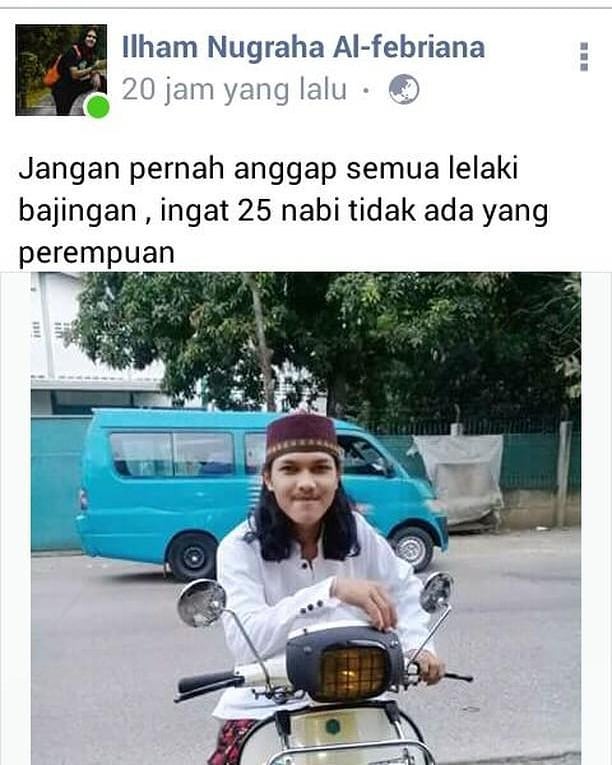 Ilham Nugraha Al-febriana
20 jam yang lalu ·
Jangan pernah anggap semua lelaki
bajingan , ingat 25 nabi tidak ada yang
perempuan